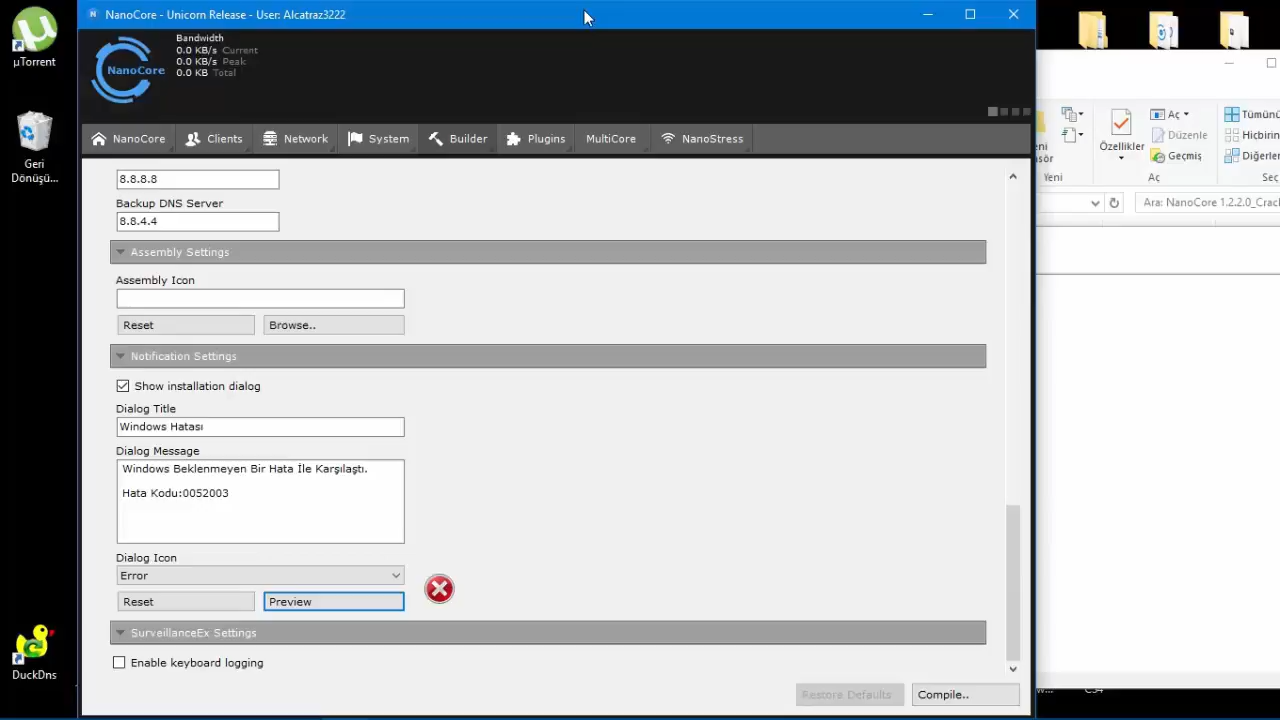 µTorrent
Geri
Dönüşü...
DuckDns
NanoCore - Unicorn Release - User: Alcatraz3222
NanoCore
Bandwidth
0.0 KB/s Current
0.0 KB/s Peak
0.0 KB Total
NanoCore
Clients
Network
System
Builder
Plugins
MultiCore
NanoStress
8.8.8.8
Backup DNS Server
8.8.4.4
Assembly Settings
Assembly Icon
Reset
Browse..
Notification Settings
Show installation dialog
Dialog Title
Windows Hatası
Dialog Message
Windows Beklenmeyen Bir Hata İle Karşılaştı.
Hata Kodu:0052003
Dialog Icon
Error
Reset
Preview
SurveillanceEx Settings
Enable keyboard logging
Restore Defaults
Compile..
Özellikler
Aç
Düzenle
Geçmiş
Aç
Tümünü
Hiçbirin
Diğerler
Seç
Yeni
Ara: NanoCore 1.2.2.0_Crac